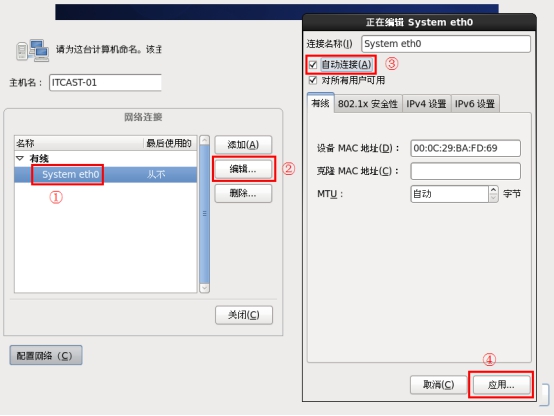 请为这台计算机命名。该主
主机名： ITCAST-01
网络连接
名称 最后使用的
有线
System eth0 从不
①
添加(A)
编辑... ②
删除...
关闭(C)
配置网络（C）
正在编辑 System eth0
连接名称(I) System eth0
自动连接(A) ③
对所有用户可用
有线 802.1x 安全性 IPv4 设置 IPv6 设置
设备 MAC 地址(D)： 00:0C:29:BA:FD:69
克隆 MAC 地址(C)：
MTU： 自动 字节
④
取消(C) 应用...